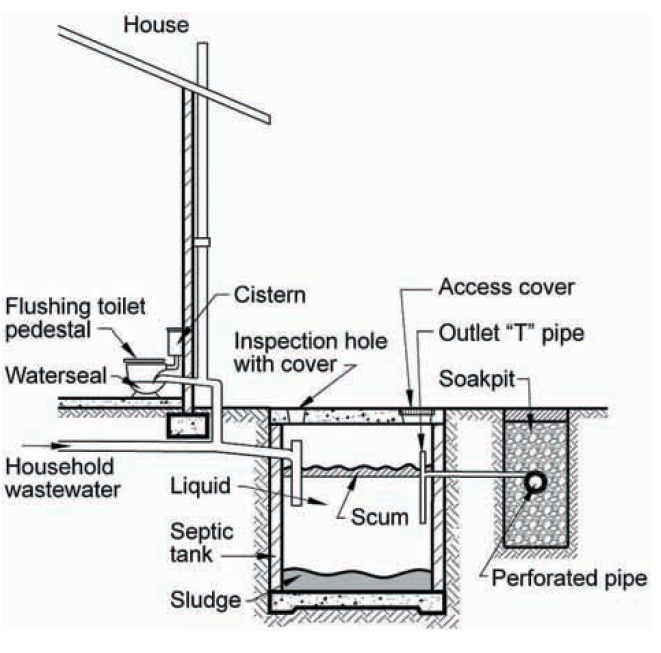 House
Cistern
Flushing toilet
pedestal
Waterseal
Household
wastewater
Inspection hole
with cover
Access cover
Outlet “T” pipe
Soakpit
Liquid
Scum
Septic
tank
Sludge
Perforated pipe